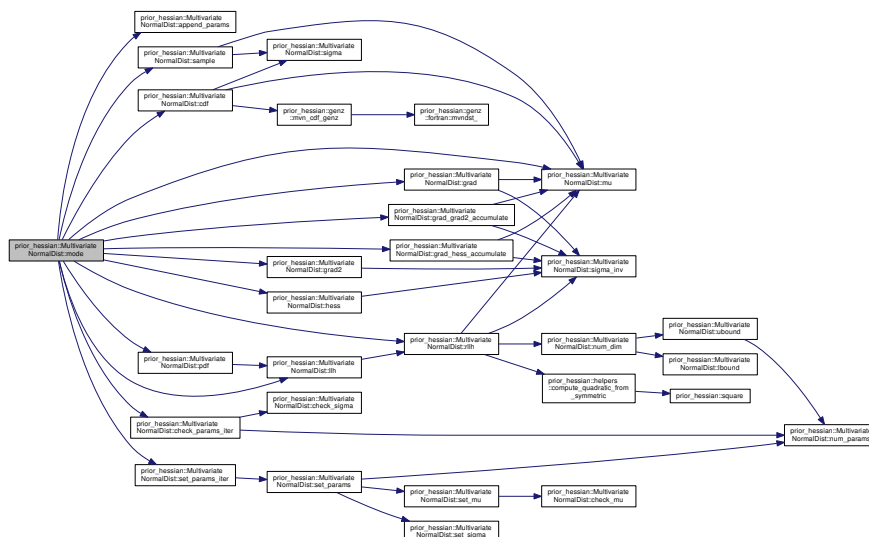 prior_hessian::Multivariate
NormalDist::append_params
prior_hessian::Multivariate
NormalDist::sample
prior_hessian::Multivariate
NormalDist::sigma
prior_hessian::Multivariate
NormalDist::cdf
prior_hessian::genz
::mvn_cdf_genz
prior_hessian::genz
::fortran::mvndst_
prior_hessian::Multivariate
NormalDist::grad
prior_hessian::Multivariate
NormalDist::mu
prior_hessian::Multivariate
NormalDist::grad_grad2_accumulate
prior_hessian::Multivariate
NormalDist::mode
prior_hessian::Multivariate
NormalDist::grad_hess_accumulate
prior_hessian::Multivariate
NormalDist::grad2
prior_hessian::Multivariate
NormalDist::sigma_inv
prior_hessian::Multivariate
NormalDist::hess
prior_hessian::Multivariate
NormalDist::rllh
prior_hessian::Multivariate
NormalDist::num_dim
prior_hessian::Multivariate
NormalDist::ubound
prior_hessian::Multivariate
NormalDist::lbound
prior_hessian::Multivariate
NormalDist::pdf
prior_hessian::Multivariate
NormalDist::llh
prior_hessian::helpers
::compute_quadratic_from
_symmetric
prior_hessian::square
prior_hessian::Multivariate
NormalDist::check_sigma
prior_hessian::Multivariate
NormalDist::check_params_iter
prior_hessian::Multivariate
NormalDist::num_params
prior_hessian::Multivariate
NormalDist::set_params_iter
prior_hessian::Multivariate
NormalDist::set_params
prior_hessian::Multivariate
NormalDist::set_mu
prior_hessian::Multivariate
NormalDist::check_mu
prior_hessian::Multivariate
NormalDist::set_sigma